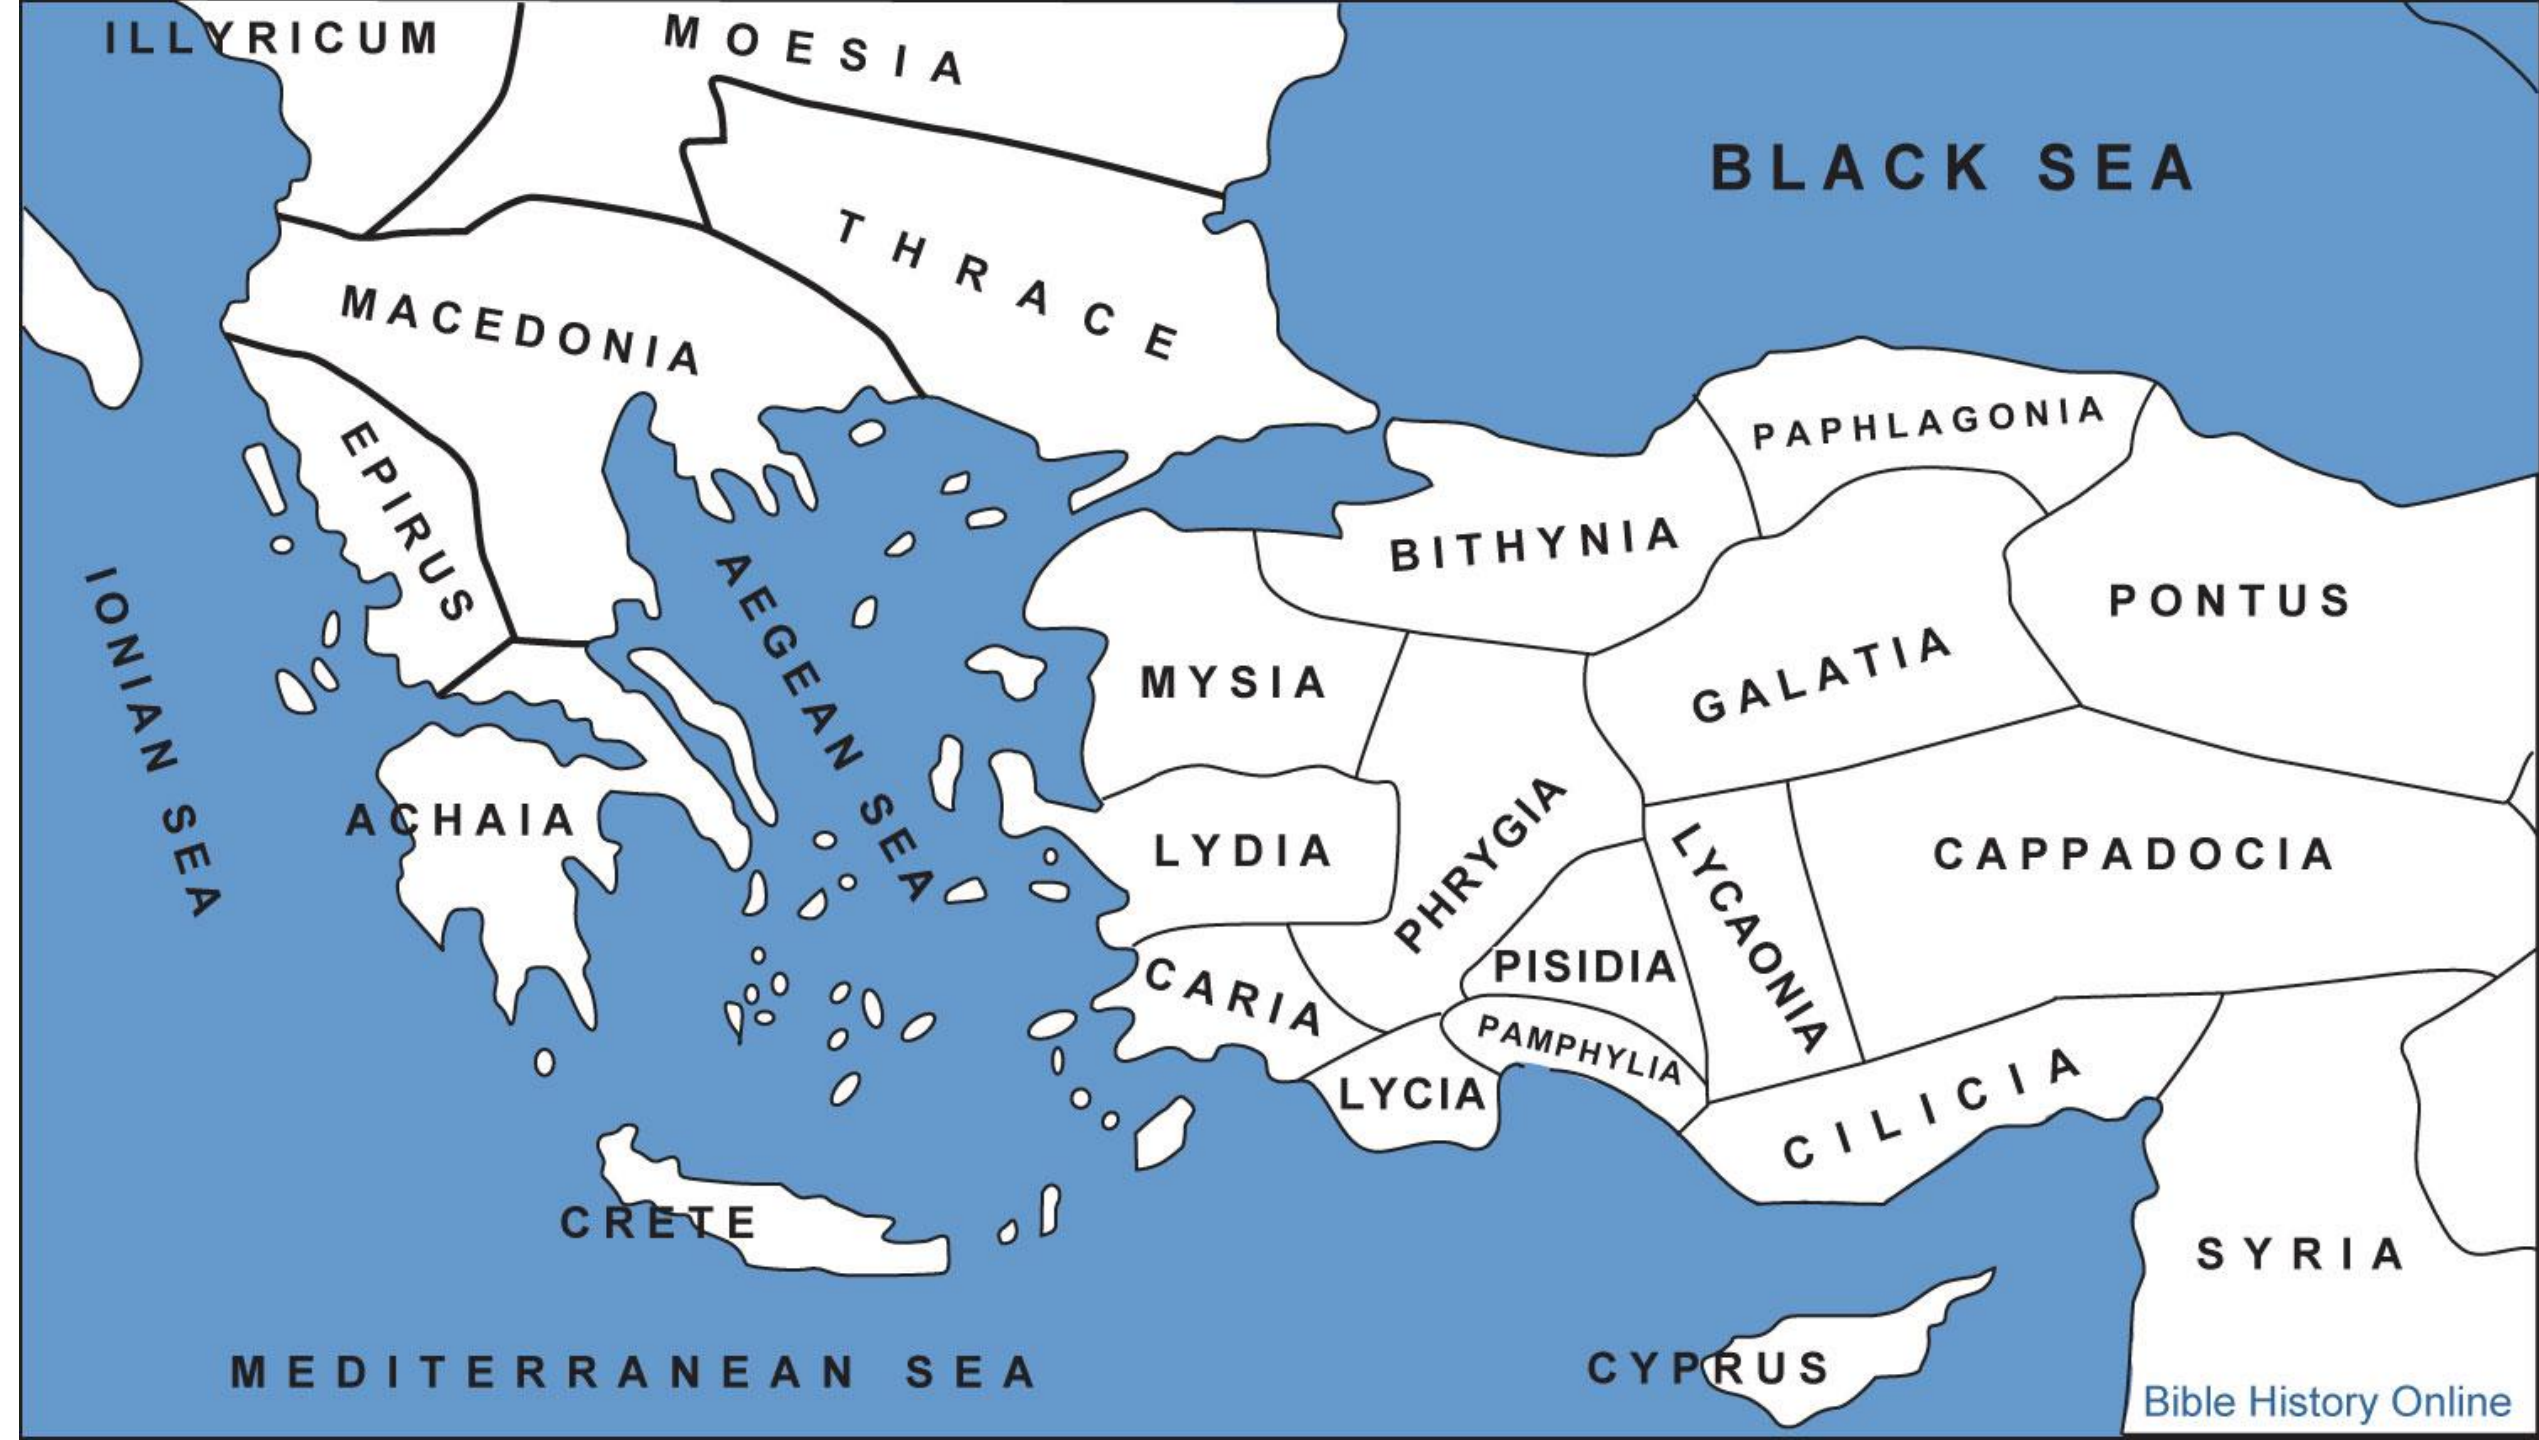 ILLYRICUM
MOESIA
BLACK SEA
THRACE
MACEDONIA
PAPHLAGONIA
EPIRUS
BITHYNIA
PONTUS
IONIAN SEA
AEGEAN SEA
MYSIA
GALATIA
ACHAIA
LYDIA
PHRYGIA
LYCAONIA
CAPPADOCIA
PISIDIA
CARIA
PAMPHYLIA
LYCIA
CILICIA
CRETE
SYRIA
MEDITERRANEAN SEA
CYPRUS
Bible History Online